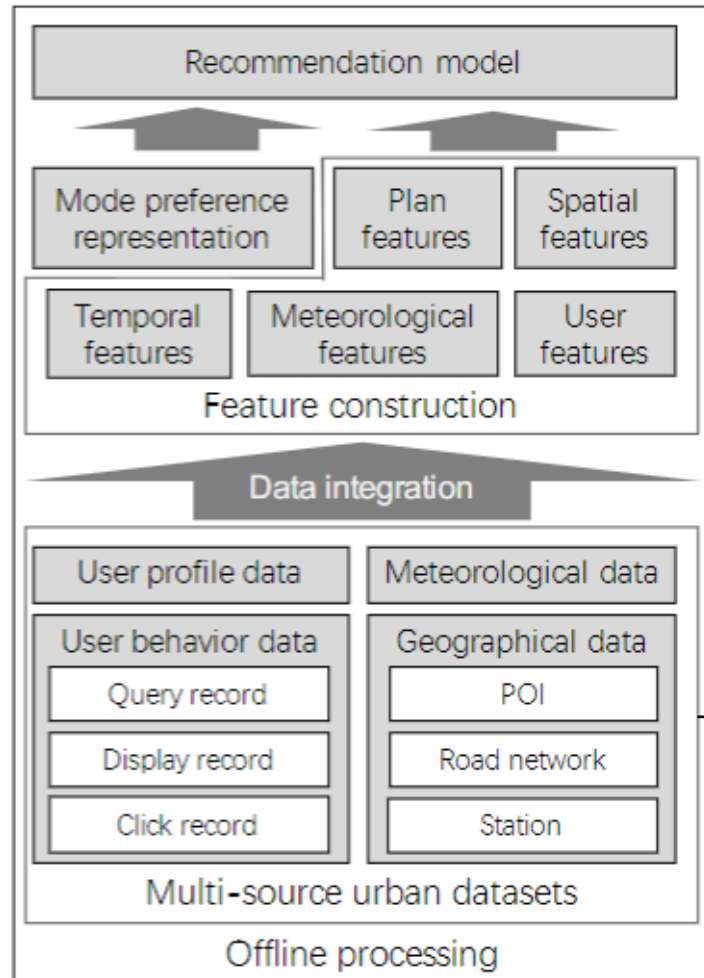 Recommendation model
Mode preference
representation
Plan
features
Spatial
features
Temporal
features
Meteorological
features
User
features
Feature construction
Data integration
User profile data
Meteorological data
User behavior data
Query record
Display record
Click record
Geographical data
POI
Road network
Station
Multi-source urban datasets
Offline processing